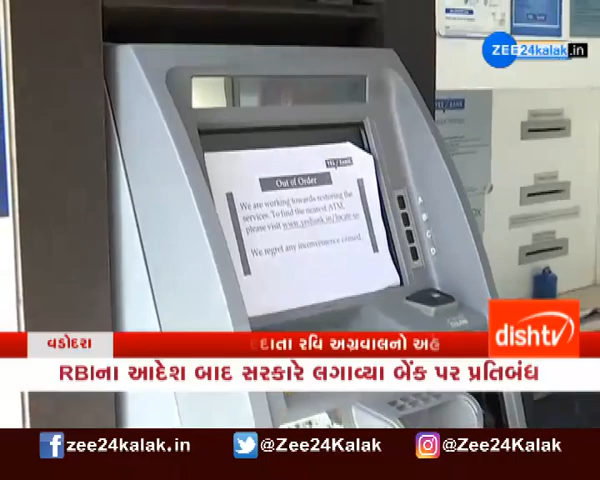 ZEE24kalak.in
YES BANK
Out of Order
We are working towards restoring the
services. To find the nearest ATM,
please visit www.yesbank.in/locate-us
We regret any inconvenience caused.
dishtv
વડોદરા
દાતા રવિ અગ્રવાલનો અહ
RBIના આદેશ બાદ સરકારે લગાવ્યા બેંક પર પ્રતિબંધ
zee24kalak.in
@Zee24Kalak
@Zee24Kalak